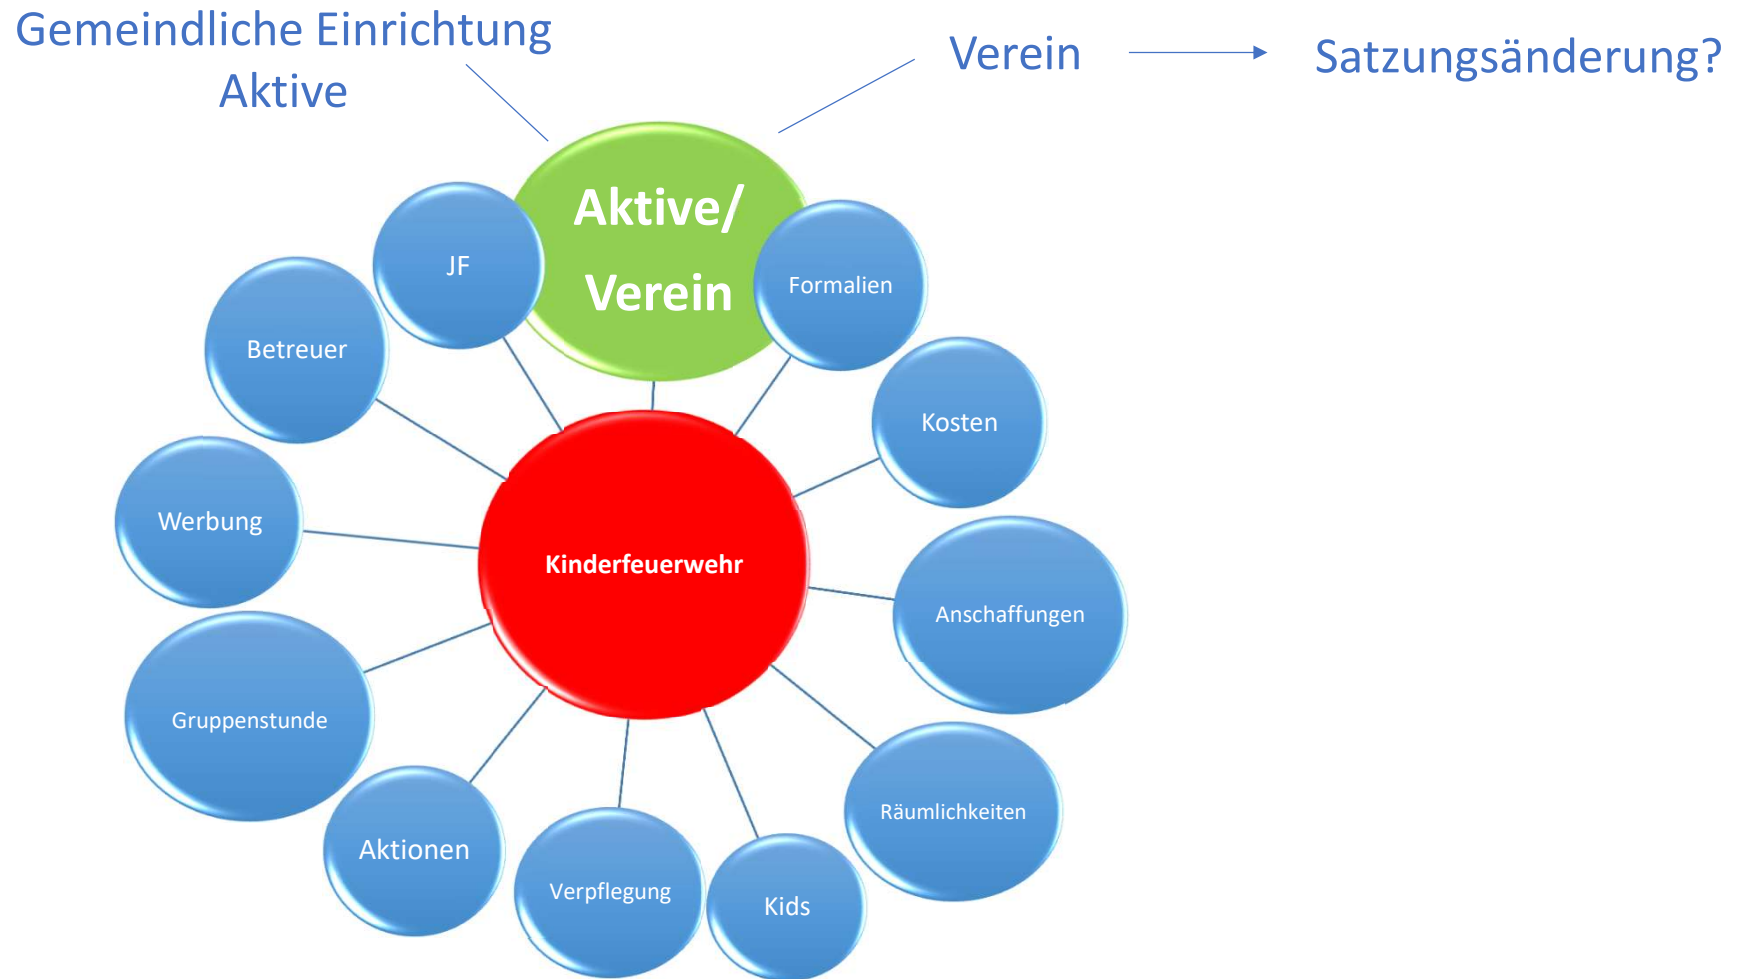 Gemeindliche Einrichtung
Aktive
Verein
Satzungsänderung?
Aktive/
Verein
JF
Formalien
Betreuer
Kosten
Werbung
Kinderfeuerwehr
Anschaffungen
Gruppenstunde
Räumlichkeiten
Aktionen
Verpflegung
Kids